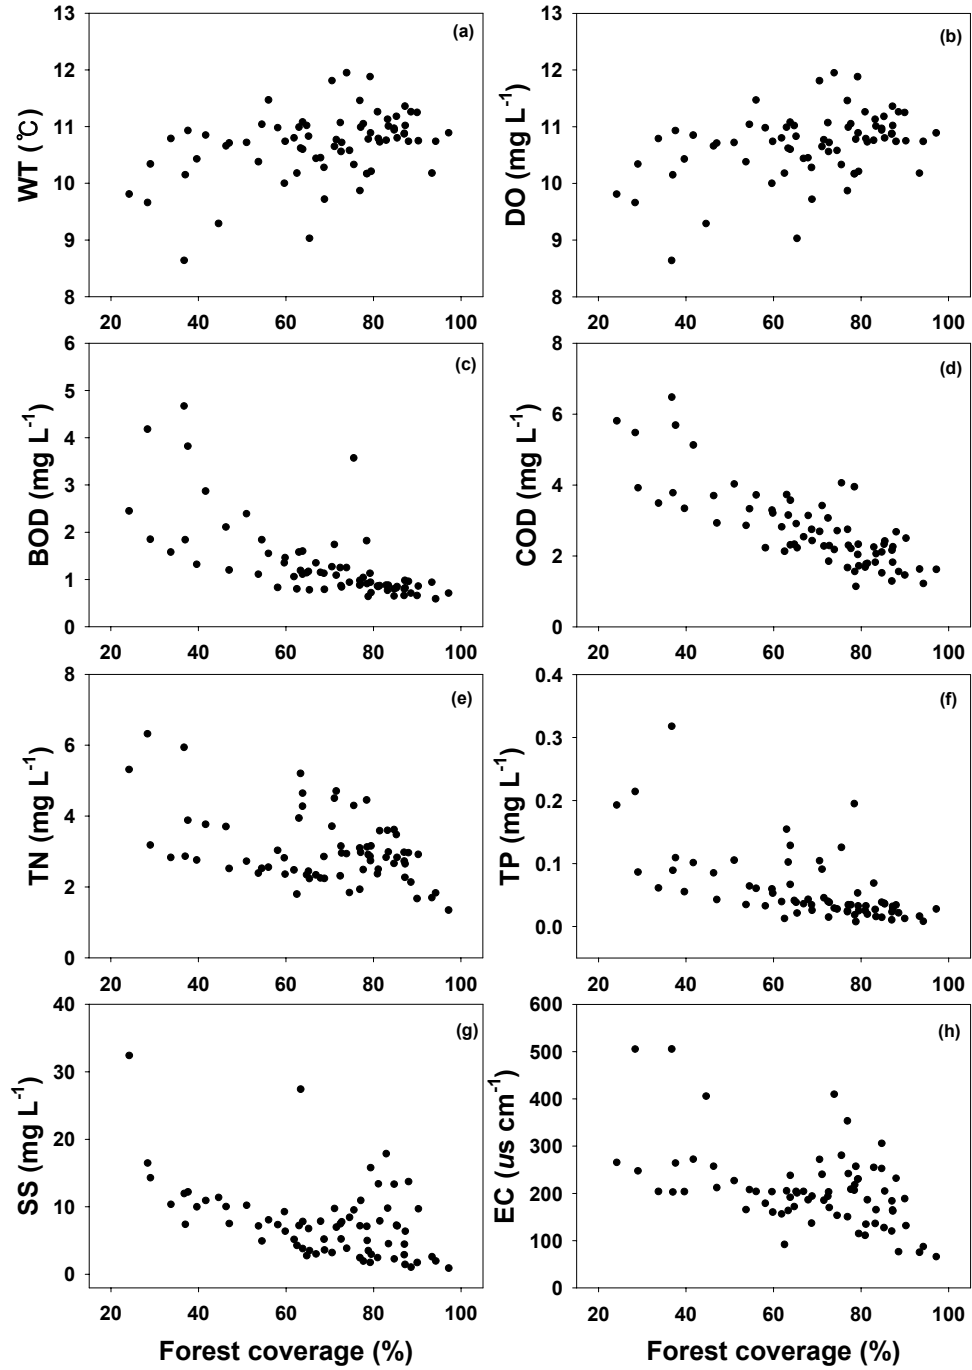 13
12
11
10
9
8
WT (℃)
(a)
20 40 60 80 100
13
12
11
10
9
8
DO (mg L-1)
(b)
20 40 60 80 100
6
5
4
3
2
1
0
BOD (mg L-1)
(c)
20 40 60 80 100
8
6
4
2
0
COD (mg L-1)
(d)
20 40 60 80 100
8
6
4
2
0
TN (mg L-1)
(e)
20 40 60 80 100
0.4
0.3
0.2
0.1
0.0
TP (mg L-1)
(f)
20 40 60 80 100
40
30
20
10
0
SS (mg L-1)
(g)
20 40 60 80 100
Forest coverage (%)
600
500
400
300
200
100
0
EC (us cm-1)
(h)
20 40 60 80 100
Forest coverage (%)